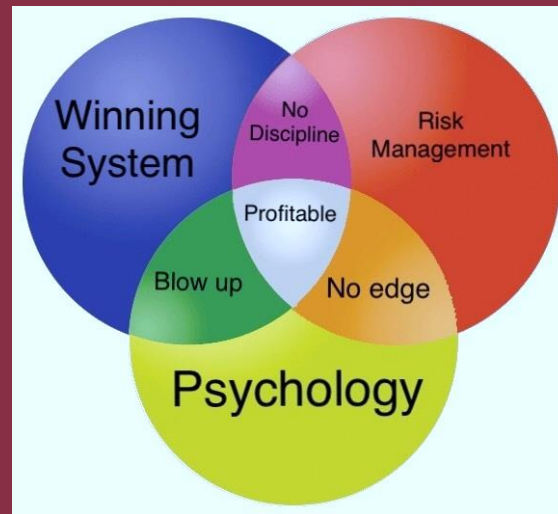 Winning
System
No
Discipline
Risk
Management
Profitable
Blow up
No edge
Psychology